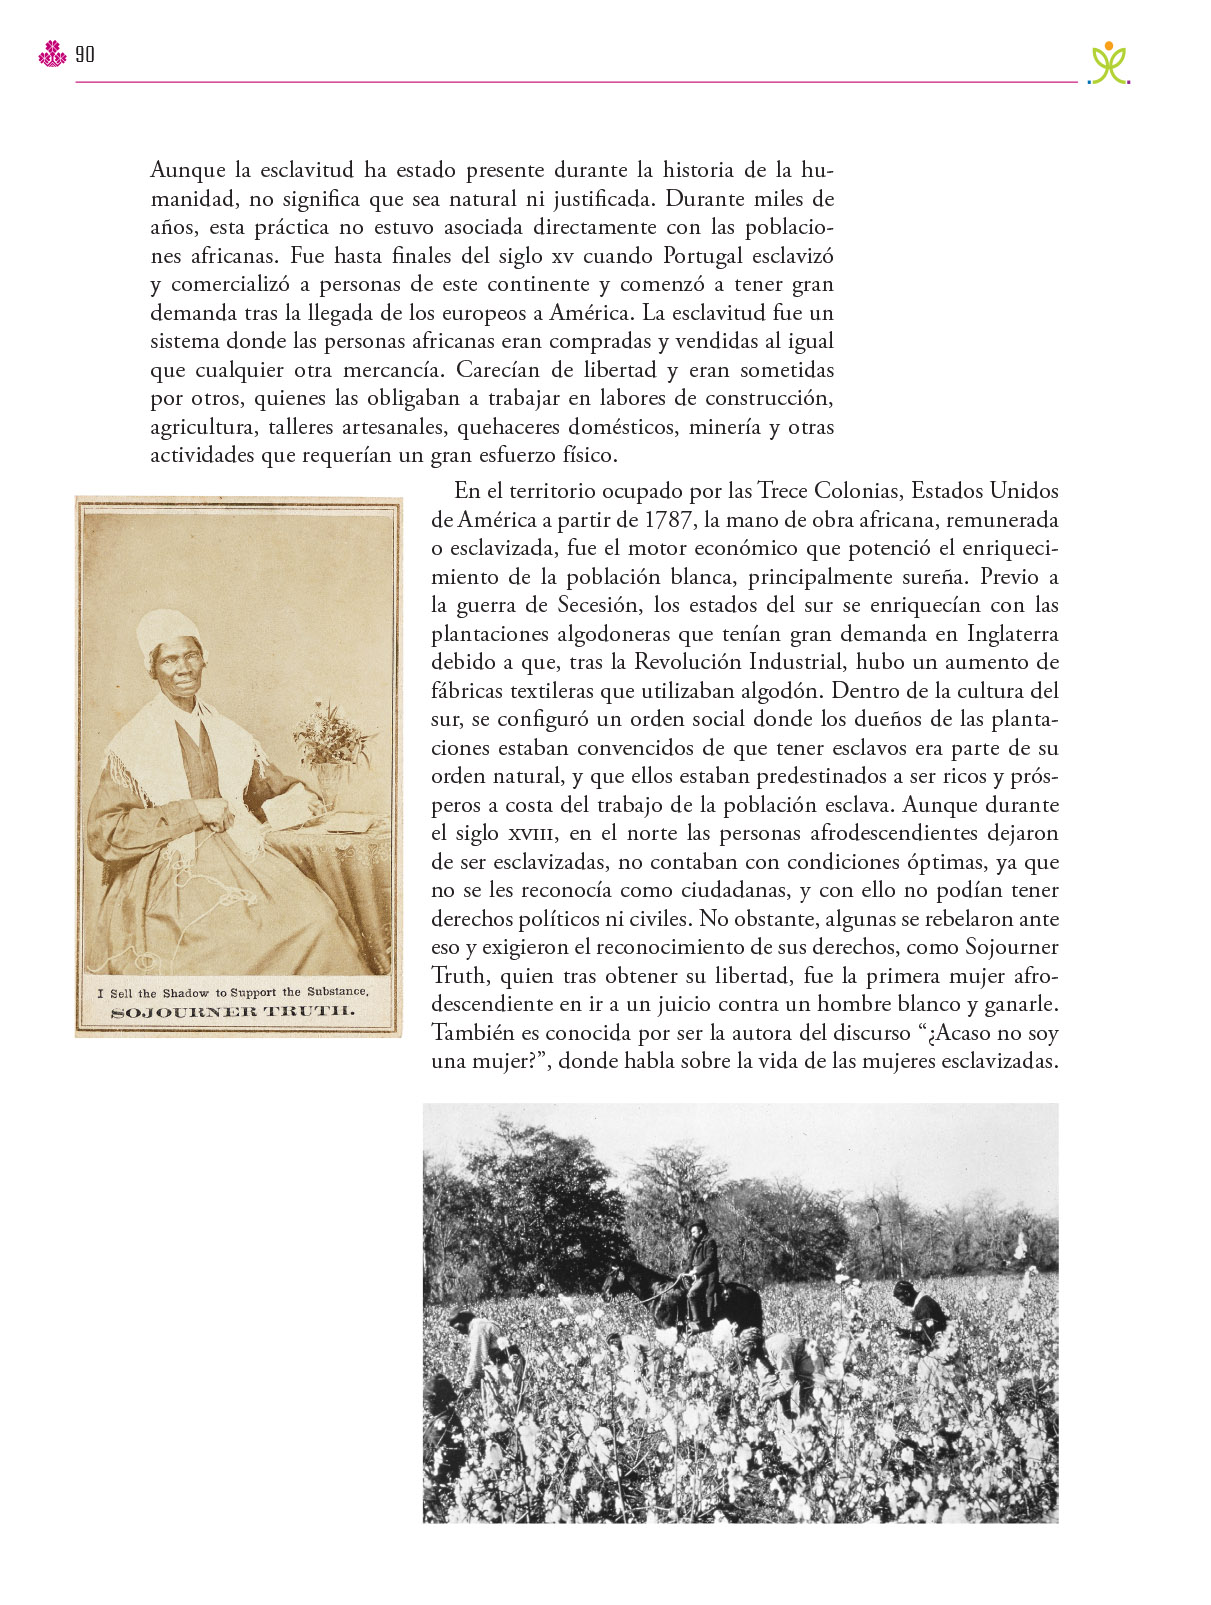 90
Aunque la esclavitud ha estado presente durante la historia de la hu-
manidad, no significa que sea natural ni justificada. Durante miles de
años, esta práctica no estuvo asociada directamente con las poblacio-
nes africanas. Fue hasta finales del siglo XV cuando Portugal esclavizó
y comercializó a personas de este continente y comenzó a tener gran
demanda tras la llegada de los europeos a América. La esclavitud fue un
sistema donde las personas africanas eran compradas y vendidas al igual
que cualquier otra mercancía. Carecían de libertad y eran sometidas
por otros, quienes las obligaban a trabajar en labores de construcción,
agricultura, talleres artesanales, quehaceres domésticos, minería y otras
actividades que requerían un gran esfuerzo físico.
En el territorio ocupado por las Trece Colonias, Estados Unidos
de América a partir de 1787, la mano de obra africana, remunerada
o esclavizada, fue el motor económico que potenció el enriqueci-
miento de la población blanca, principalmente sureña. Previo a
la guerra de Secesión, los estados del sur se enriquecían con las
plantaciones algodoneras que tenían gran demanda en Inglaterra
debido a que, tras la Revolución Industrial, hubo un aumento de
fábricas textileras que utilizaban algodón. Dentro de la cultura del
sur, se configuró un orden social donde los dueños de las planta-
ciones estaban convencidos de que tener esclavos era parte de su
orden natural, y que ellos estaban predestinados a ser ricos y prós-
peros a costa del trabajo de la población esclava. Aunque durante
el siglo XVIII, en el norte las personas afrodescendientes dejaron
de ser esclavizadas, no contaban con condiciones óptimas, ya que
no se les reconocía como ciudadanas, y con ello no podían tener
derechos políticos ni civiles. No obstante, algunas se rebelaron ante
eso y exigieron el reconocimiento de sus derechos, como Sojourner
Truth, quien tras obtener su libertad, fue la primera mujer afro-
descendiente en ir a un juicio contra un hombre blanco y ganarle.
También es conocida por ser la autora del discurso “¿Acaso no soy
una mujer?”, donde habla sobre la vida de las mujeres esclavizadas.
I Sell the Shadow to Support the Substance,
SOJOURNER TRUTH.